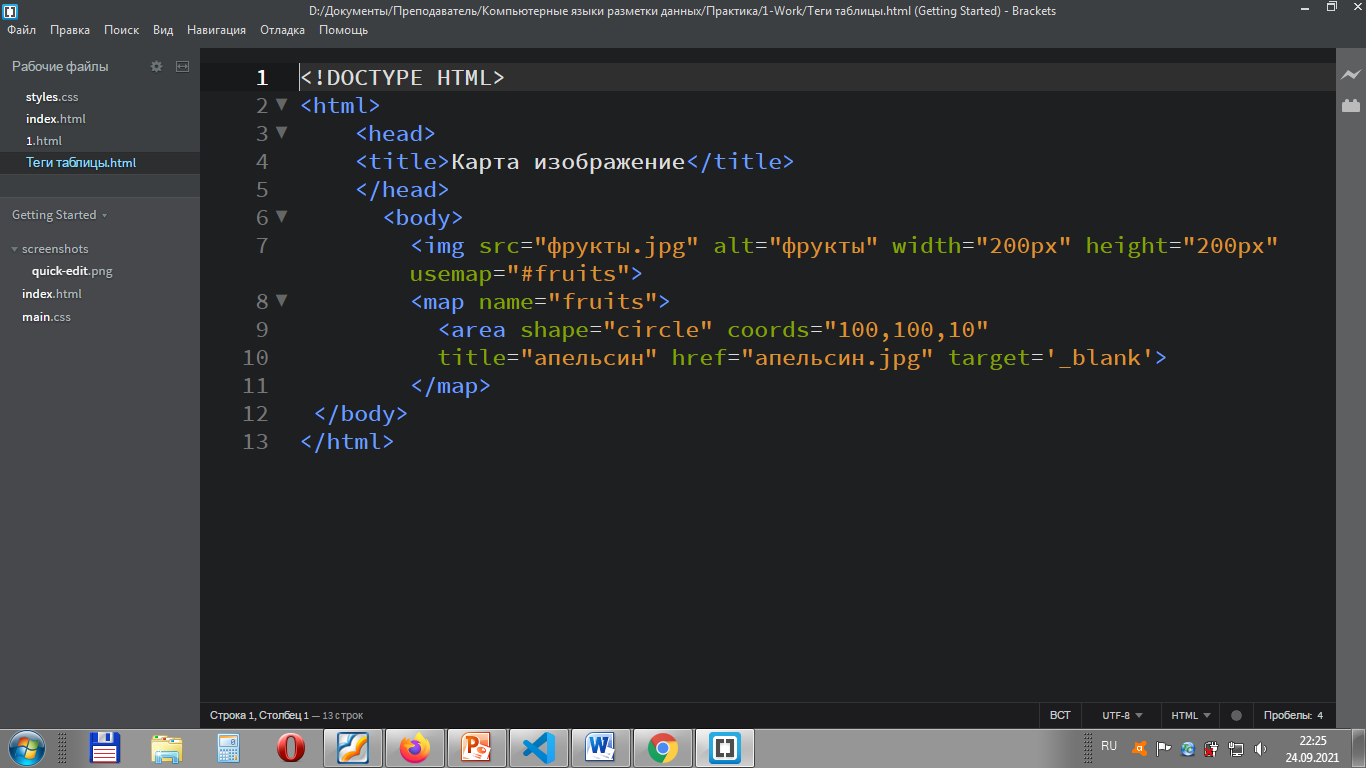 D:/Документы/Преподаватель/Компьютерные языки разметки данных/Практика/1-Work/Теги таблицы.html (Getting Started) - Brackets
Файл Правка Поиск Вид Навигация Отладка Помощь
Рабочие файлы
styles.css
index.html
1.html
Теги таблицы.html
Getting Started
screenshots
quick-edit.png
index.html
main.css
1 <!DOCTYPE HTML>
2 <html>
3 <head>
4 <title>Карта изображение</title>
5 </head>
6 <body>
7 <img src="фрукты.jpg" alt="фрукты" width="200px" height="200px"
usemap="#fruits">
8 <map name="fruits">
9 <area shape="circle" coords="100,100,10"
10 title="апельсин" href="апельсин.jpg" target='_blank'>
11 </map>
12 </body>
13 </html>
Строка 1, Столбец 1 — 13 строк
ВСТ UTF-8 HTML Пробелы: 4
RU
22:25
24.09.2021